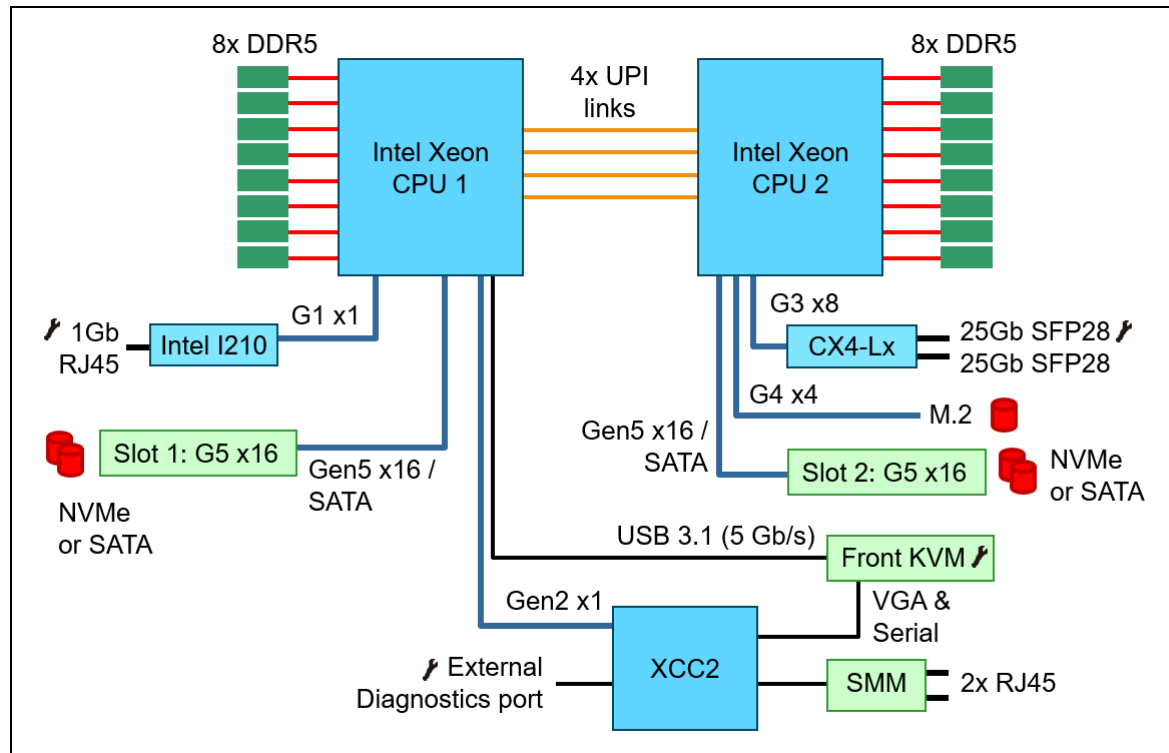 8x DDR5
8x DDR5
4x UPI
links
Intel Xeon
CPU 1
Intel Xeon
CPU 2
G1 x1
G3 x8
1Gb
RJ45
Intel I210
CX4-Lx
25Gb SFP28
25Gb SFP28
G4 x4
M.2
Gen5 x16 /
SATA
Slot 1: G5 x16
Gen5 x16 /
SATA
Slot 2: G5 x16
NVMe
or SATA
NVMe
or SATA
USB 3.1 (5 Gb/s)
Front KVM
Gen2 x1
VGA &
Serial
External
Diagnostics port
XCC2
SMM
2x RJ45